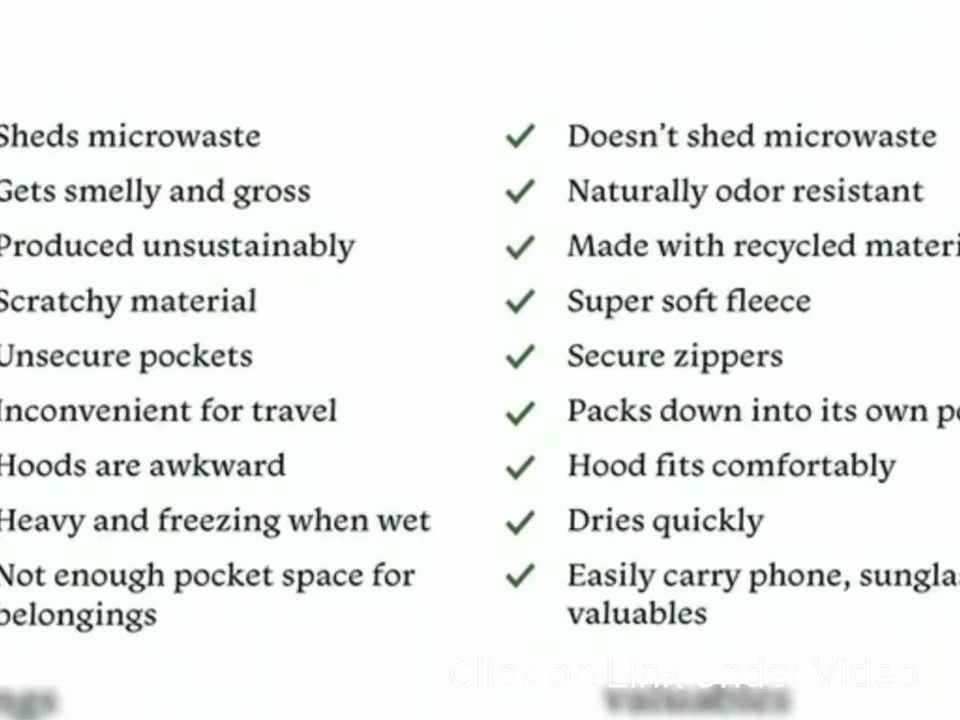 Sheds microwaste
Gets smelly and gross
Produced unsustainably
Scratchy material
Unsecure pockets
Inconvenient for travel
Hoods are awkward
Heavy and freezing when wet
Not enough pocket space for
belongings
Doesn’t shed microwaste
Naturally odor resistant
Made with recycled materi
Super soft fleece
Secure zippers
Packs down into its own p
Hood fits comfortably
Dries quickly
Easily carry phone, sungla
valuables
Click on Link Under Video
valuables